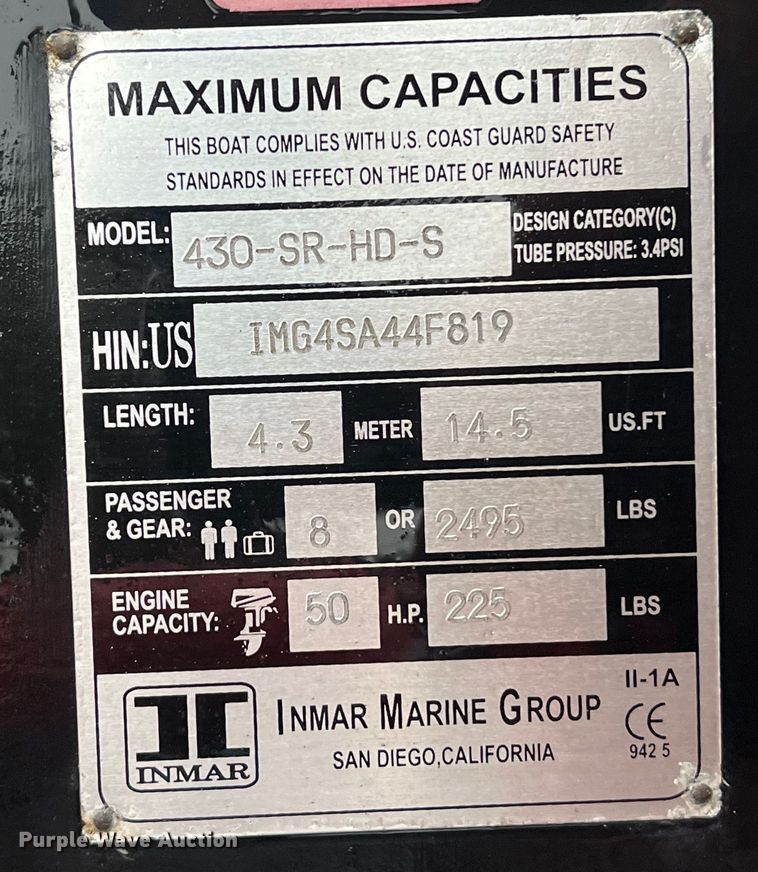 MAXIMUM CAPACITIES
THIS BOAT COMPLIES WITH U.S. COAST GUARD SAFETY
STANDARDS IN EFFECT ON THE DATE OF MANUFACTURE
MODEL: 430-SR-HD-S DESIGN CATEGORY(C)
TUBE PRESSURE: 3.4PSI
HIN:US IMG4SA44F819
LENGTH: 4.3 METER 14.5 US.FT
PASSENGER
& GEAR: 8 OR 2495 LBS
ENGINE
CAPACITY: 50 H.P. 225 LBS
II-1A
INMAR MARINE GROUP
SAN DIEGO,CALIFORNIA
CE
942 5
INMAR
Purple Wave Auction